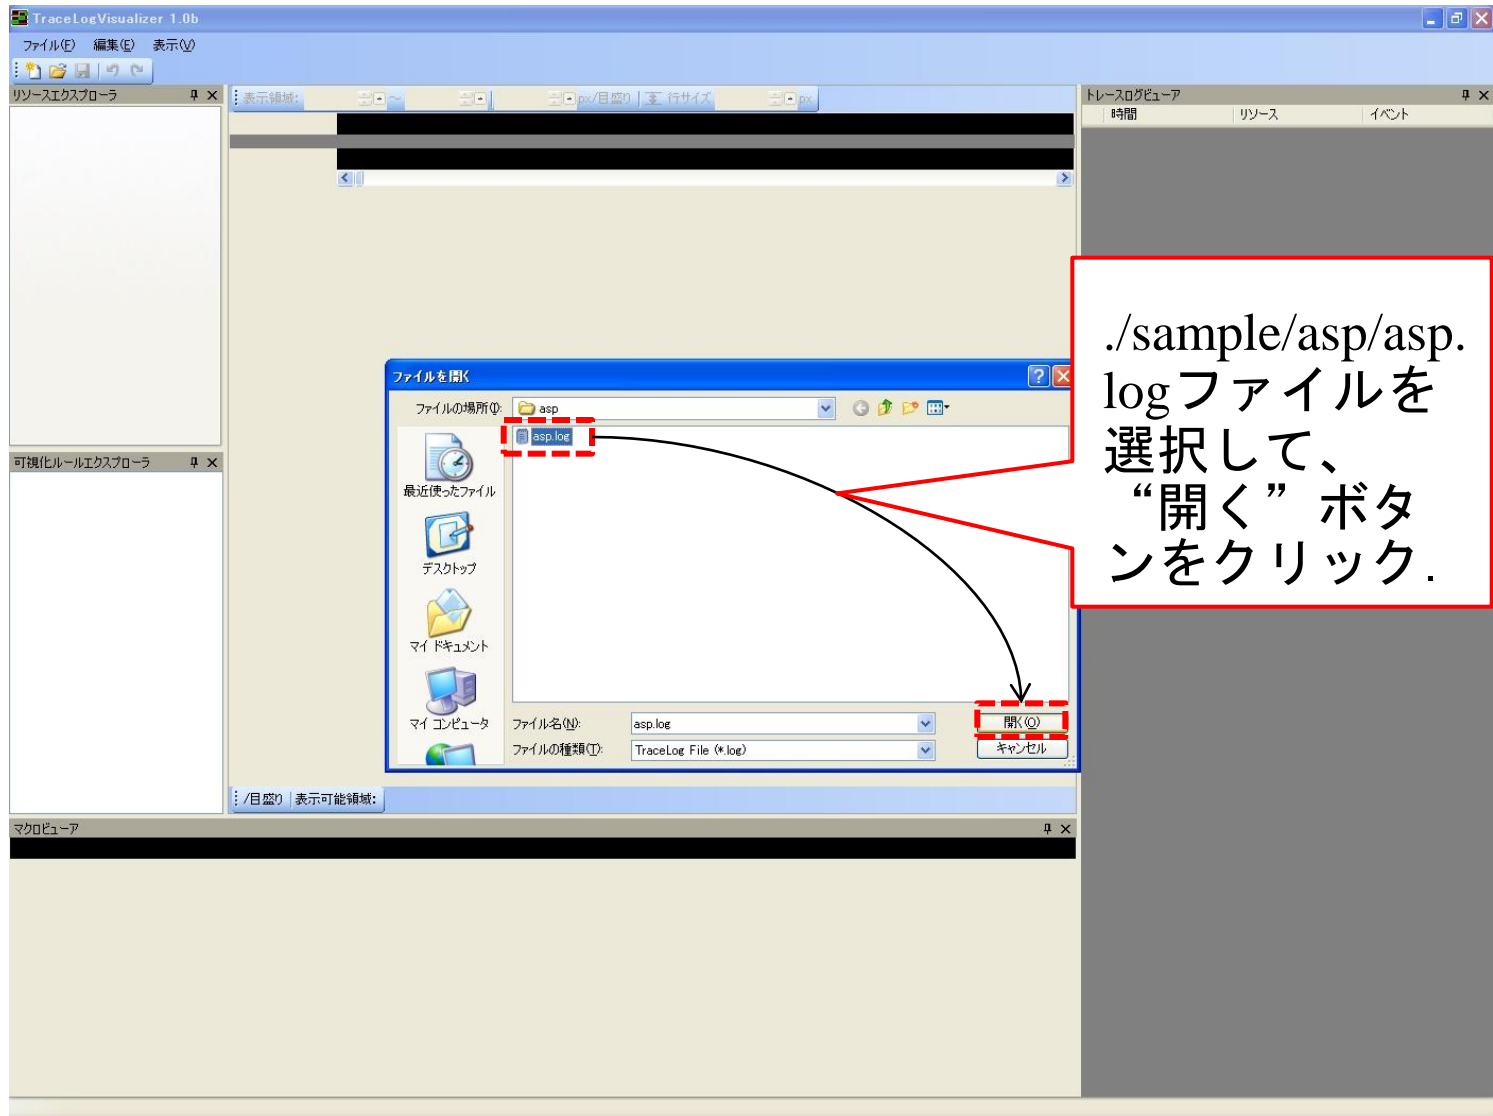 TraceLogVisualizer 1.0b
ファイル(F) 編集(E) 表示(V)
リソースエクスプローラ
表示領域: ～ px/目盛り 行サイズ px
トレースログビューア
時間 リソース イベント
./sample/asp/asp.
logファイルを
選択して、
“開く”ボタ
ンをクリック.
ファイルを開く
ファイルの場所(I): asp
asp.log
最近使ったファイル
デスクトップ
マイ ドキュメント
マイ コンピュータ
ファイル名(N): asp.log 開く(O)
ファイルの種類(T): TraceLog File (*.log) キャンセル
可視化ルールエクスプローラ
/目盛り 表示可能領域:
マクロビューア